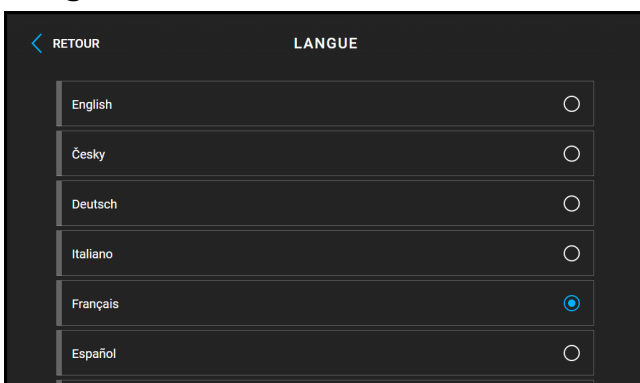 RETOUR
LANGUE
English
Česky
Deutsch
Italiano
Français
Español